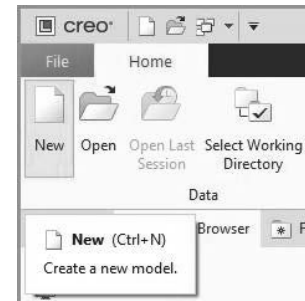 creo
File Home
New Open Open Last Session Select Working Directory
Data
Browser F
New (Ctrl+N)
Create a new model.